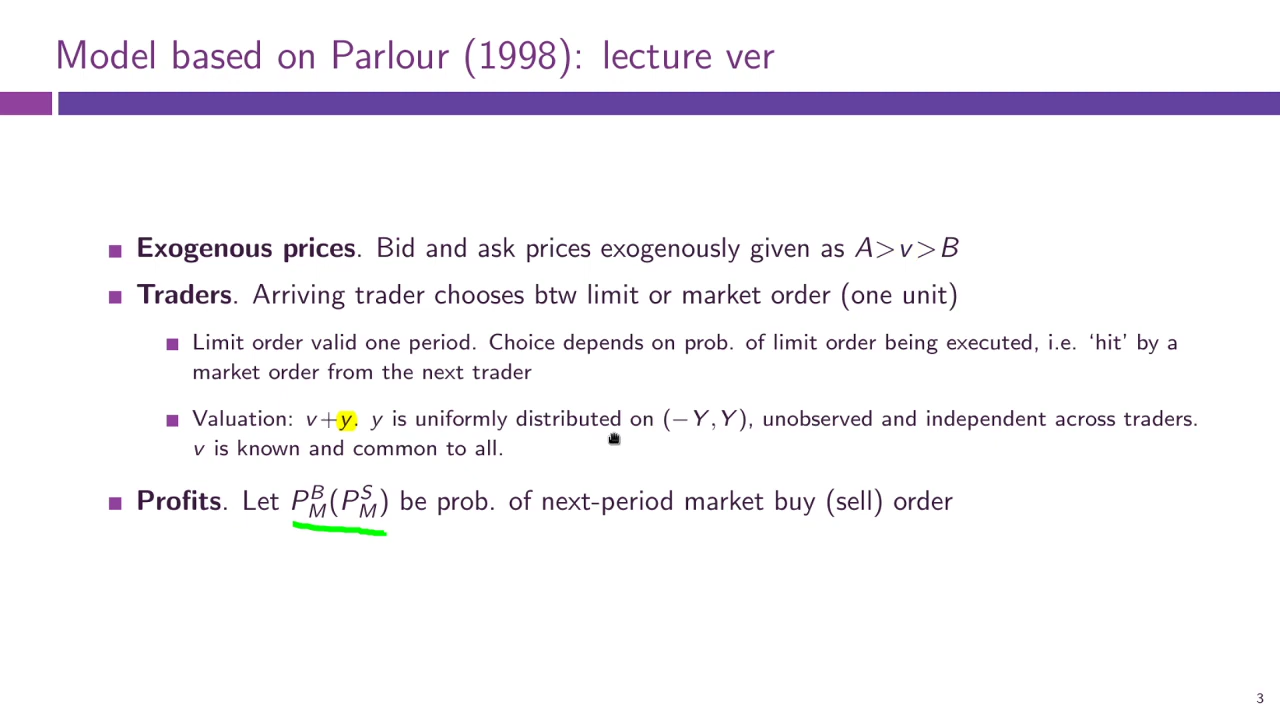 Model based on Parlour (1998): lecture ver
Exogenous prices. Bid and ask prices exogenously given as A>v>B
Traders. Arriving trader chooses btw limit or market order (one unit)
Limit order valid one period. Choice depends on prob. of limit order being executed, i.e. ‘hit’ by a
market order from the next trader
Valuation: v+y. y is uniformly distributed on (−Y,Y), unobserved and independent across traders.
v is known and common to all.
Profits. Let P_M^B(P_M^S) be prob. of next-period market buy (sell) order
3